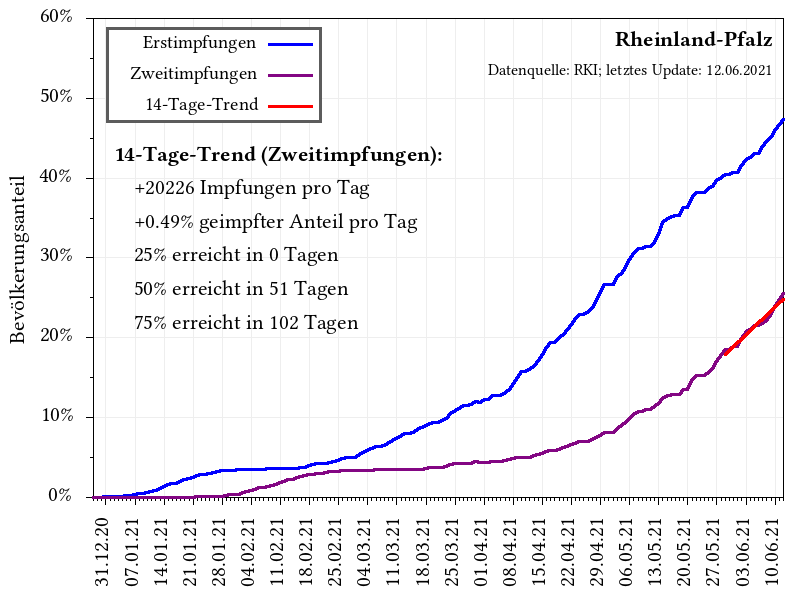 60%
50%
40%
30%
20%
10%
0%
Bevölkerungsanteil
Erstimpfungen
Zweitimpfungen
14-Tage-Trend
Rheinland-Pfalz
Datenquelle: RKI; letztes Update: 12.06.2021
14-Tage-Trend (Zweitimpfungen):
+20226 Impfungen pro Tag
+0.49% geimpfter Anteil pro Tag
25% erreicht in 0 Tagen
50% erreicht in 51 Tagen
75% erreicht in 102 Tagen
31.12.20
07.01.21
14.01.21
21.01.21
28.01.21
04.02.21
11.02.21
18.02.21
25.02.21
04.03.21
11.03.21
18.03.21
25.03.21
01.04.21
08.04.21
15.04.21
22.04.21
29.04.21
06.05.21
13.05.21
20.05.21
27.05.21
03.06.21
10.06.21